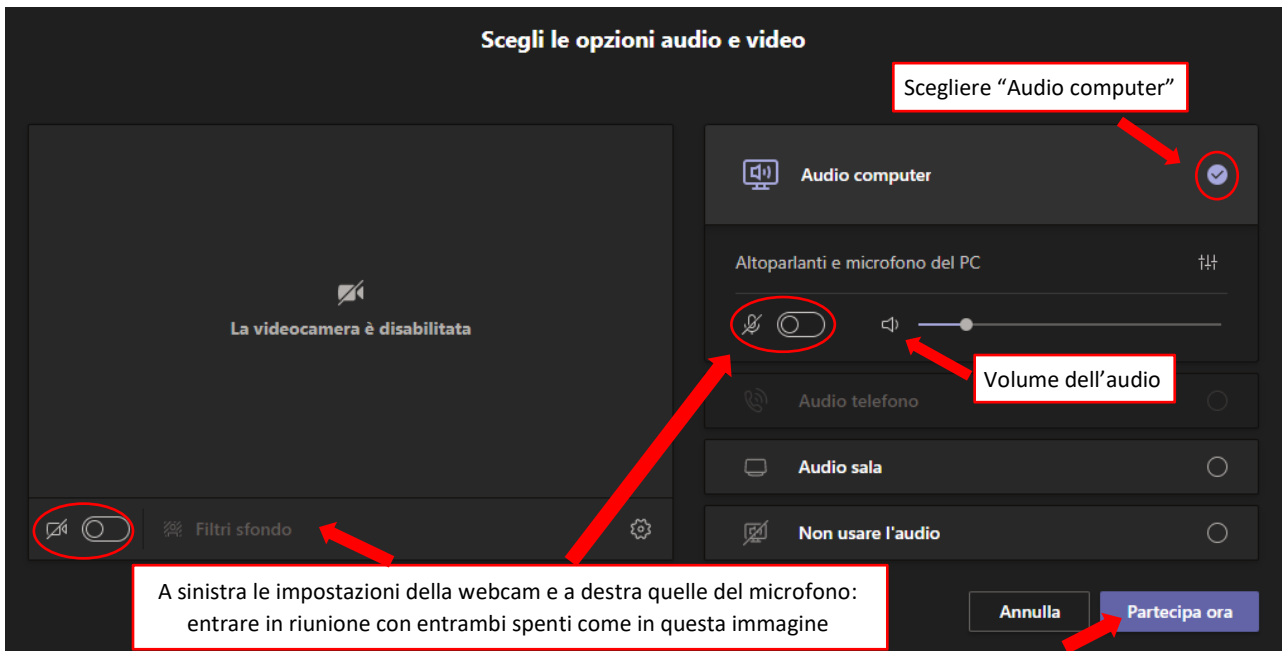 Scegli le opzioni audio e video
Scegliere “Audio computer”
Audio computer
Altoparlanti e microfono del PC
La videocamera è disabilitata
Volume dell’audio
Audio telefono
Audio sala
Filtri sfondo
Non usare l'audio
A sinistra le impostazioni della webcam e a destra quelle del microfono:
entrare in riunione con entrambi spenti come in questa immagine
Annulla
Partecipa ora